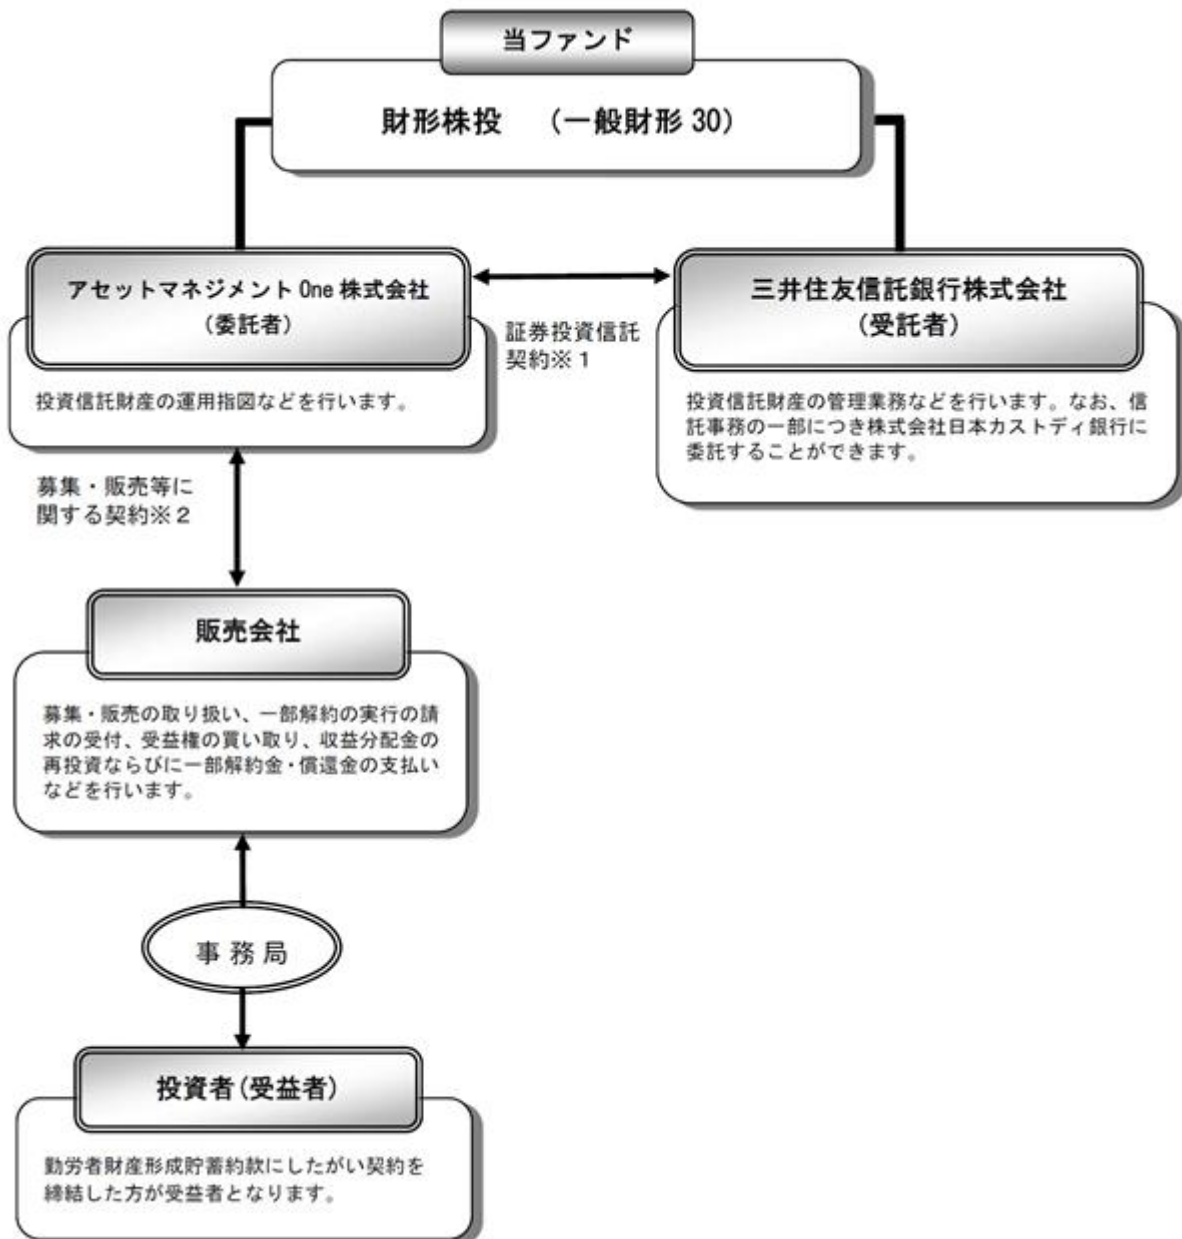 当ファンド
財形株投　（一般財形 30）
アセットマネジメント One 株式会社
（委託者）
投資信託財産の運用指図などを行います。
証券投資信託
契約※１
三井住友信託銀行株式会社
（受託者）
投資信託財産の管理業務などを行います。なお、信
託事務の一部につき株式会社日本カストディ銀行に
委託することができます。
募集・販売等に
関する契約※２
販売会社
募集・販売の取り扱い、一部解約の実行の請
求の受付、受益権の買い取り、収益分配金の
再投資ならびに一部解約金・償還金の支払い
などを行います。
事 務 局
投資者(受益者)
勤労者財産形成貯蓄約款にしたがい契約を
締結した方が受益者となります。